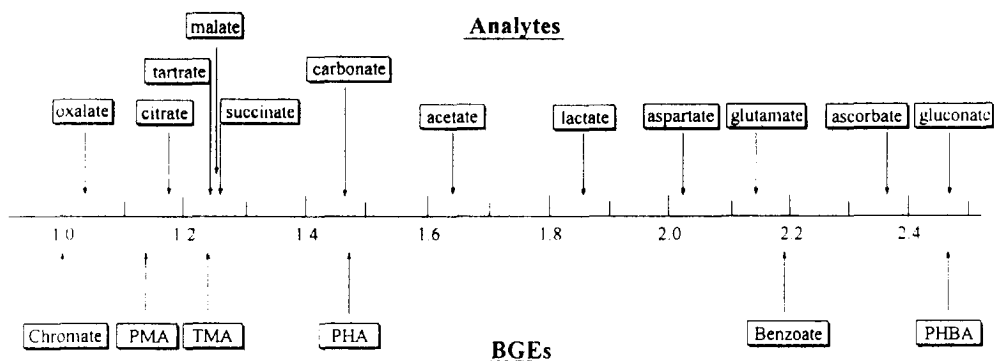 Analytes
malate
tartrate
carbonate
oxalate
citrate
succinate
acetate
lactate
aspartate
glutamate
ascorbate
gluconate
1.0 1.2 1.4 1.6 1.8 2.0 2.2 2.4
Chromate
PMA
TMA
PHA
Benzoate
PHBA
BGEs